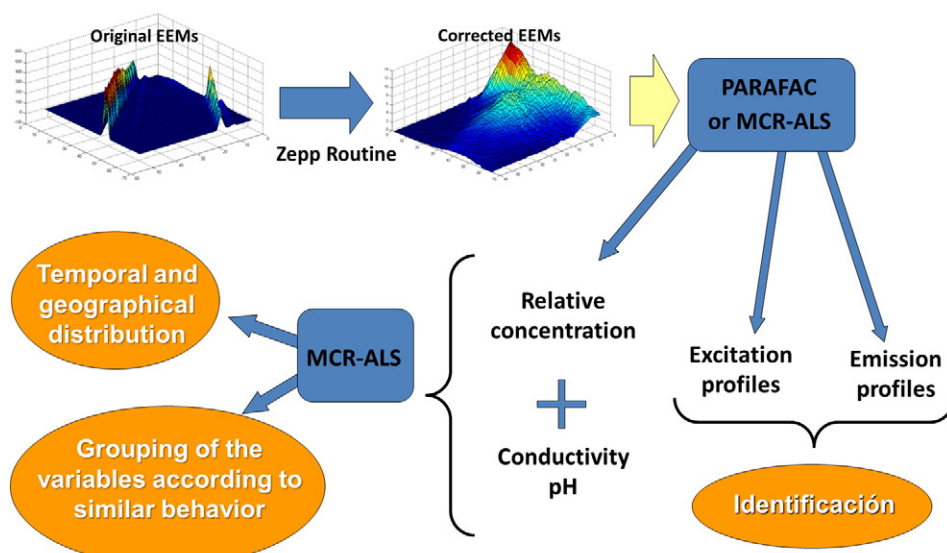 Original EEMs
Corrected EEMs
Zepp Routine
PARAFAC
or MCR-ALS
Temporal and
geographical
distribution
MCR-ALS
Grouping of the
variables according to
similar behavior
Relative
concentration
Conductivity
pH
Excitation
profiles
Emission
profiles
Identificación